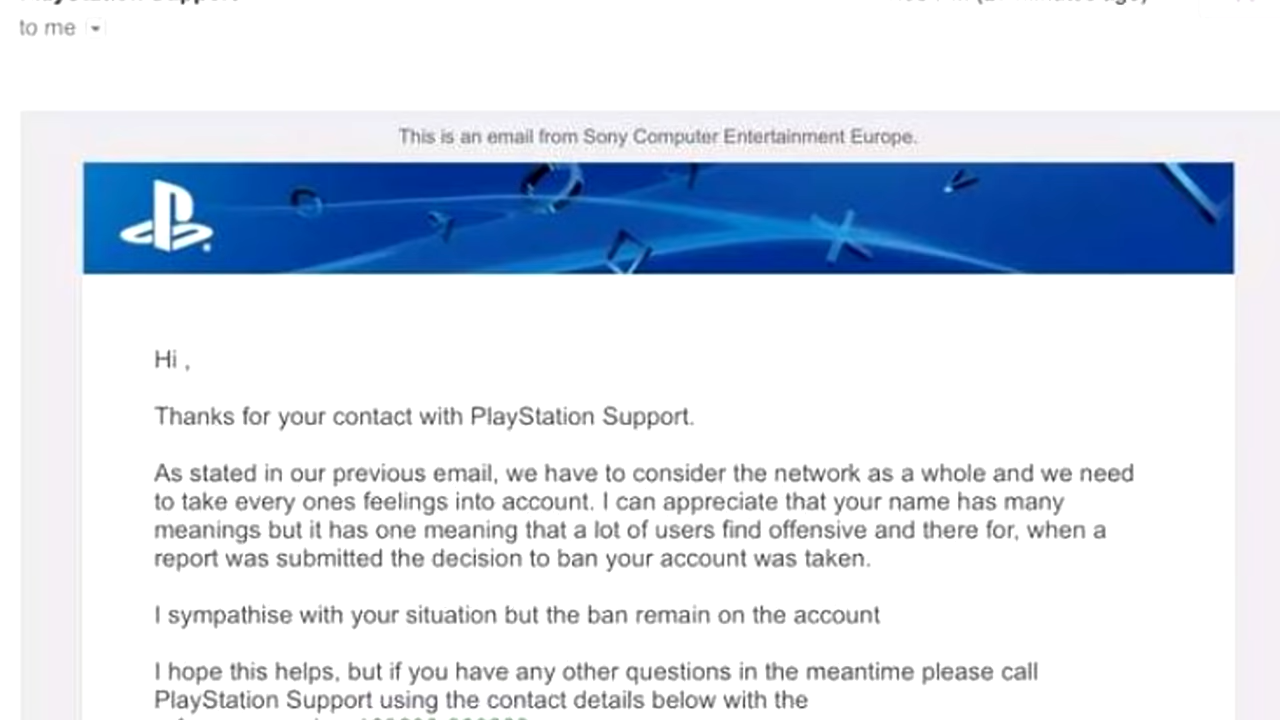 PlayStation Support
to me
This is an email from Sony Computer Entertainment Europe.
Hi ,
Thanks for your contact with PlayStation Support.
As stated in our previous email, we have to consider the network as a whole and we need
to take every ones feelings into account. I can appreciate that your name has many
meanings but it has one meaning that a lot of users find offensive and there for, when a
report was submitted the decision to ban your account was taken.
I sympathise with your situation but the ban remain on the account
I hope this helps, but if you have any other questions in the meantime please call
PlayStation Support using the contact details below with the